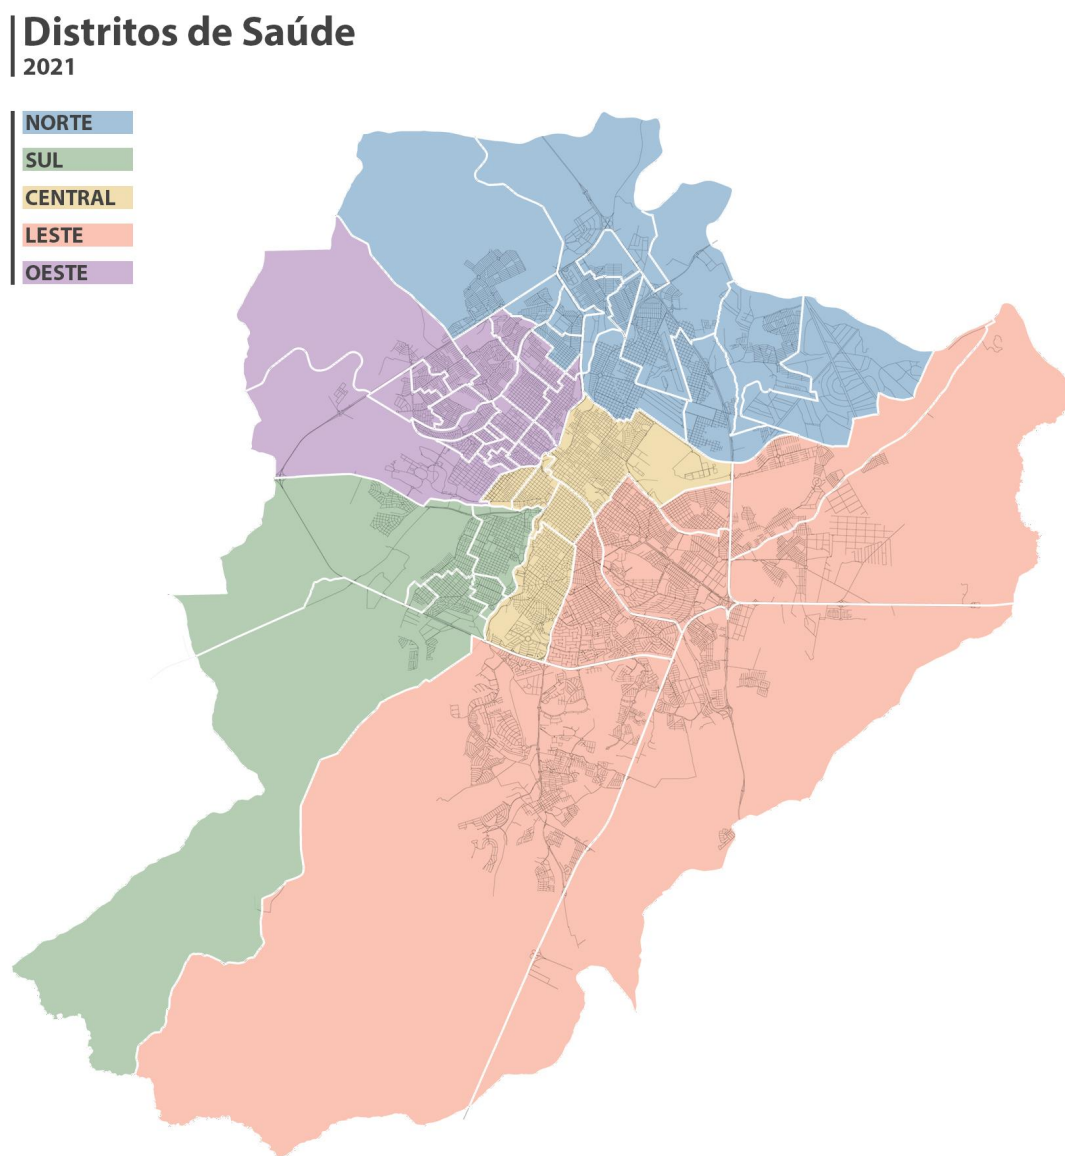 Distritos de Saúde
2021
NORTE
SUL
CENTRAL
LESTE
OESTE